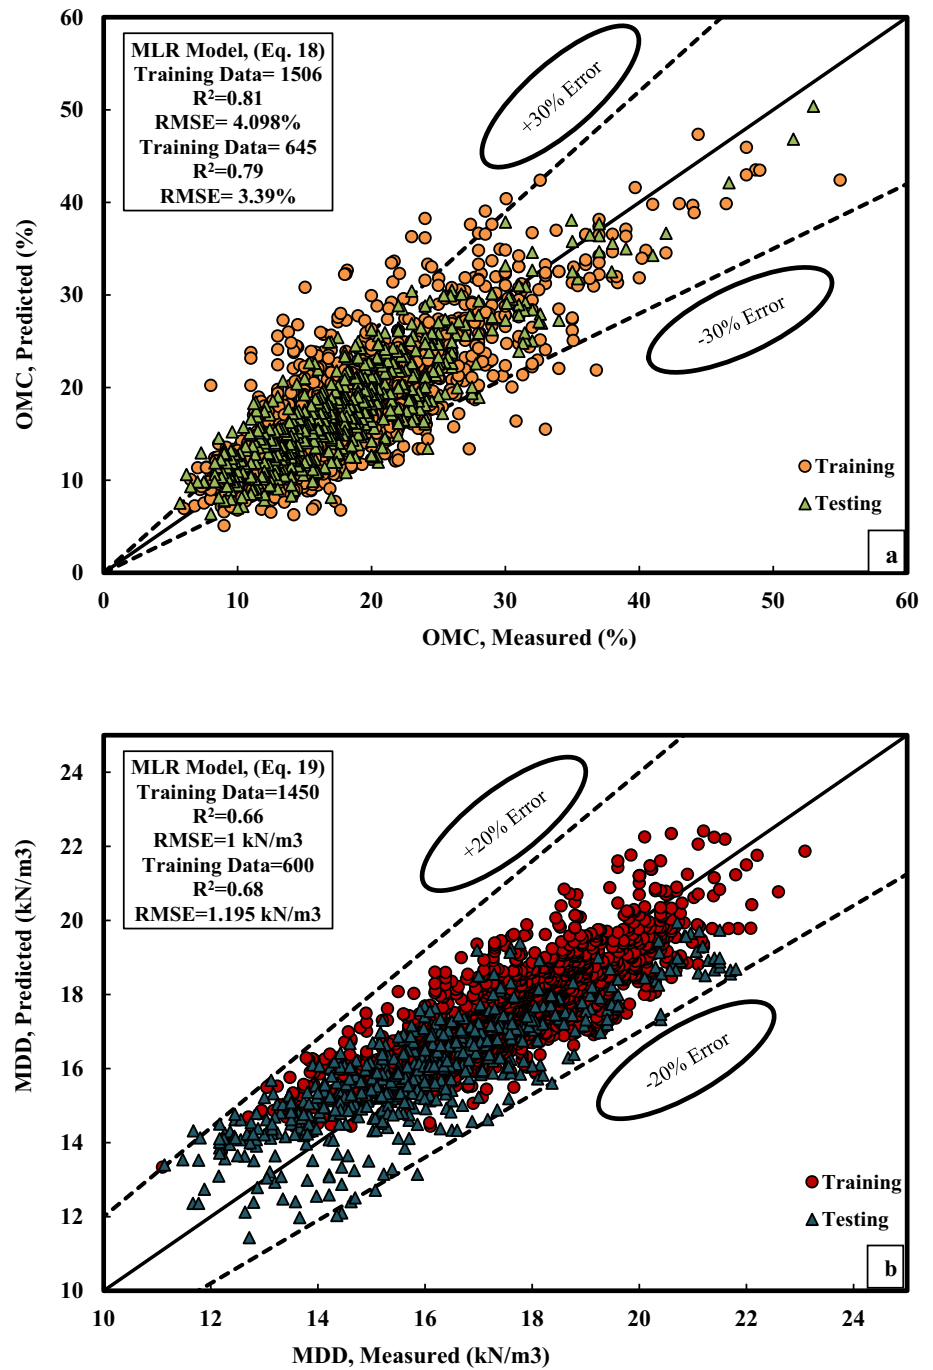 60
50
40
30
20
10
0
OMC, Predicted (%)
MLR Model, (Eq. 18)
Training Data= 1506
R²=0.81
RMSE= 4.098%
Training Data= 645
R²=0.79
RMSE= 3.39%
+30% Error
-30% Error
Training
Testing
a
0 10 20 30 40 50 60
OMC, Measured (%)
24
22
20
18
16
14
12
10
MDD, Predicted (kN/m3)
MLR Model, (Eq. 19)
Training Data=1450
R²=0.66
RMSE=1 kN/m3
Training Data=600
R²=0.68
RMSE=1.195 kN/m3
+20% Error
-20% Error
Training
Testing
b
10 12 14 16 18 20 22 24
MDD, Measured (kN/m3)